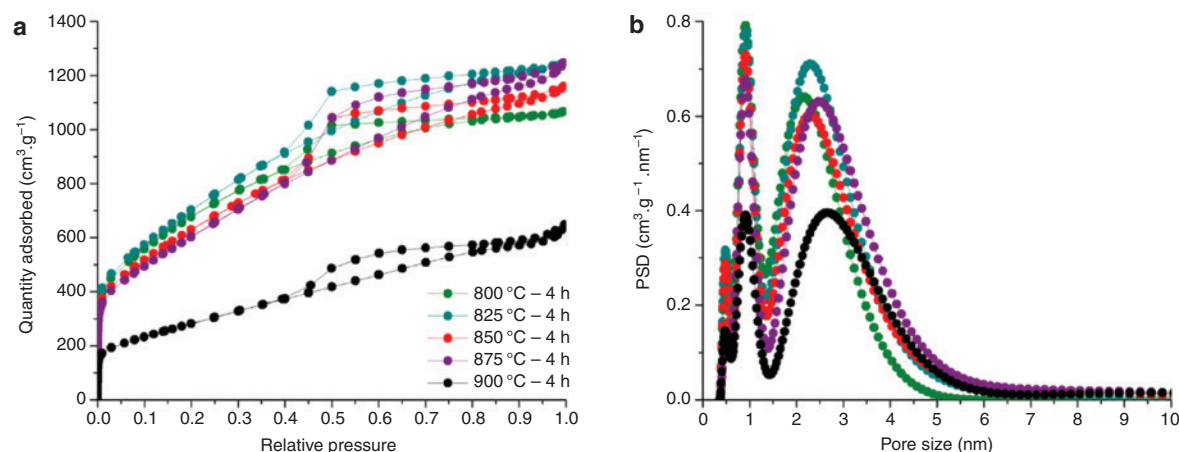 a
Quantity adsorbed (cm³.g⁻¹)
1400
1200
1000
800
600
400
200
0
0.0 0.1 0.2 0.3 0.4 0.5 0.6 0.7 0.8 0.9 1.0
Relative pressure
800 °C – 4 h
825 °C – 4 h
850 °C – 4 h
875 °C – 4 h
900 °C – 4 h
b
PSD (cm³.g⁻¹.nm⁻¹)
0.8
0.6
0.4
0.2
0.0
0 1 2 3 4 5 6 7 8 9 10
Pore size (nm)